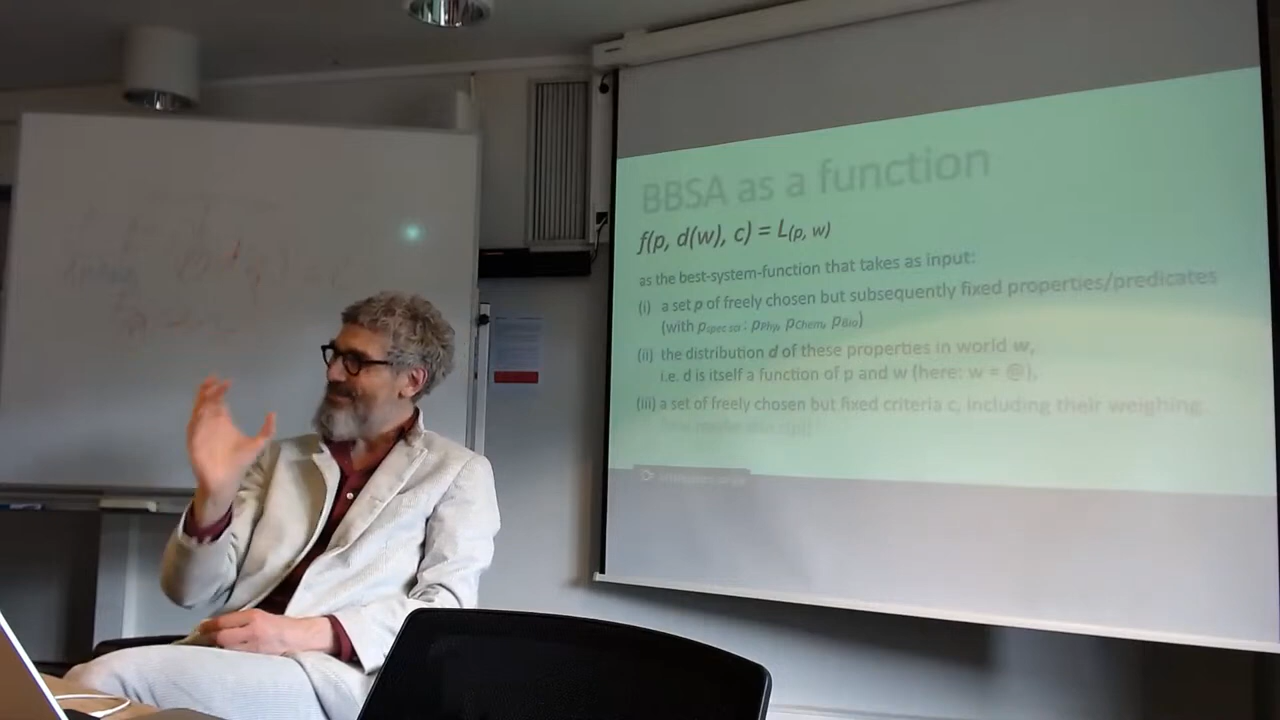 BBSA as a function
f(p, d(w), c) = L(p, w)
as the best-system-function that takes as input:
(i) a set p of freely chosen but subsequently fixed properties/predicates
(with pspec sci: pPhy, pChem, pBio)
(ii) the distribution d of these properties in world w,
i.e. d is itself a function of p and w (here: w = @),
(iii) a set of freely chosen but fixed criteria c, including their weighing